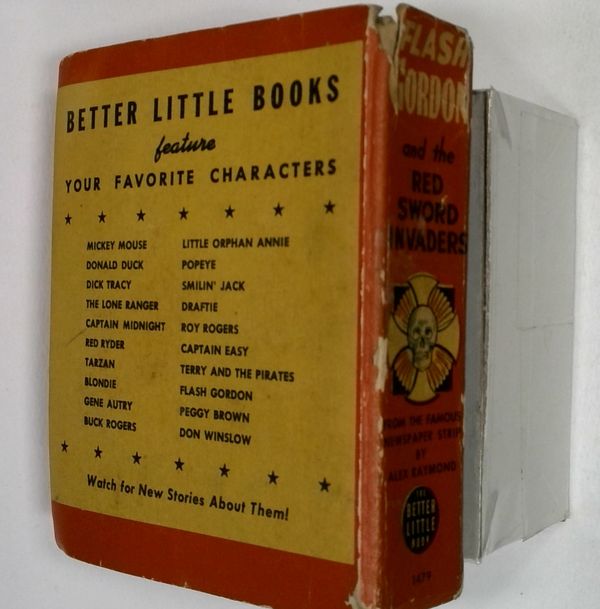 BETTER LITTLE BOOKS
feature
YOUR FAVORITE CHARACTERS
MICKEY MOUSE
DONALD DUCK
DICK TRACY
THE LONE RANGER
CAPTAIN MIDNIGHT
RED RYDER
TARZAN
BLONDIE
GENE AUTRY
BUCK ROGERS
LITTLE ORPHAN ANNIE
POPEYE
SMILIN' JACK
DRAFTIE
ROY ROGERS
CAPTAIN EASY
TERRY AND THE PIRATES
FLASH GORDON
PEGGY BROWN
DON WINSLOW
Watch for New Stories About Them!
FLASH
GORDON
and the
RED
SWORD
INVADERS
FROM THE FAMOUS
NEWSPAPER STRIP
BY
ALEX RAYMOND
THE
BETTER
LITTLE
BOOK
1479